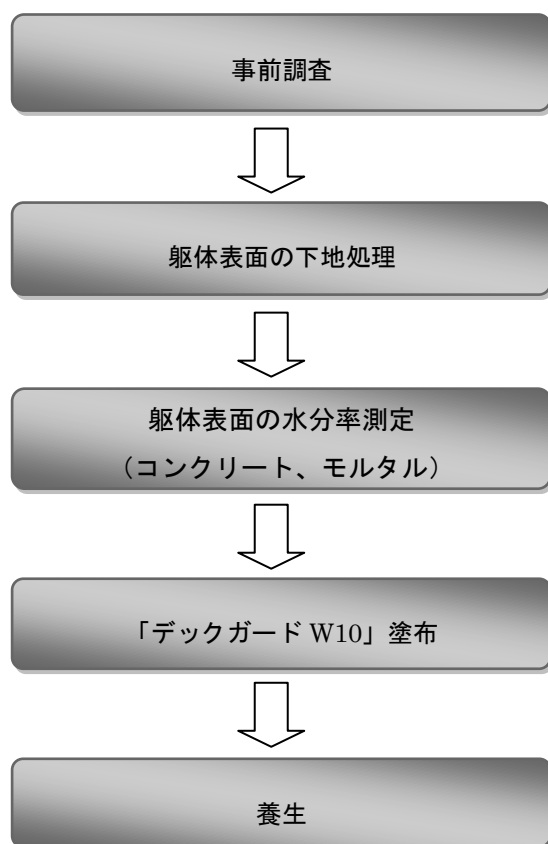 事前調査
躯体表面の下地処理
躯体表面の水分率測定
（コンクリート、モルタル）
「デックガード W10」塗布
養生